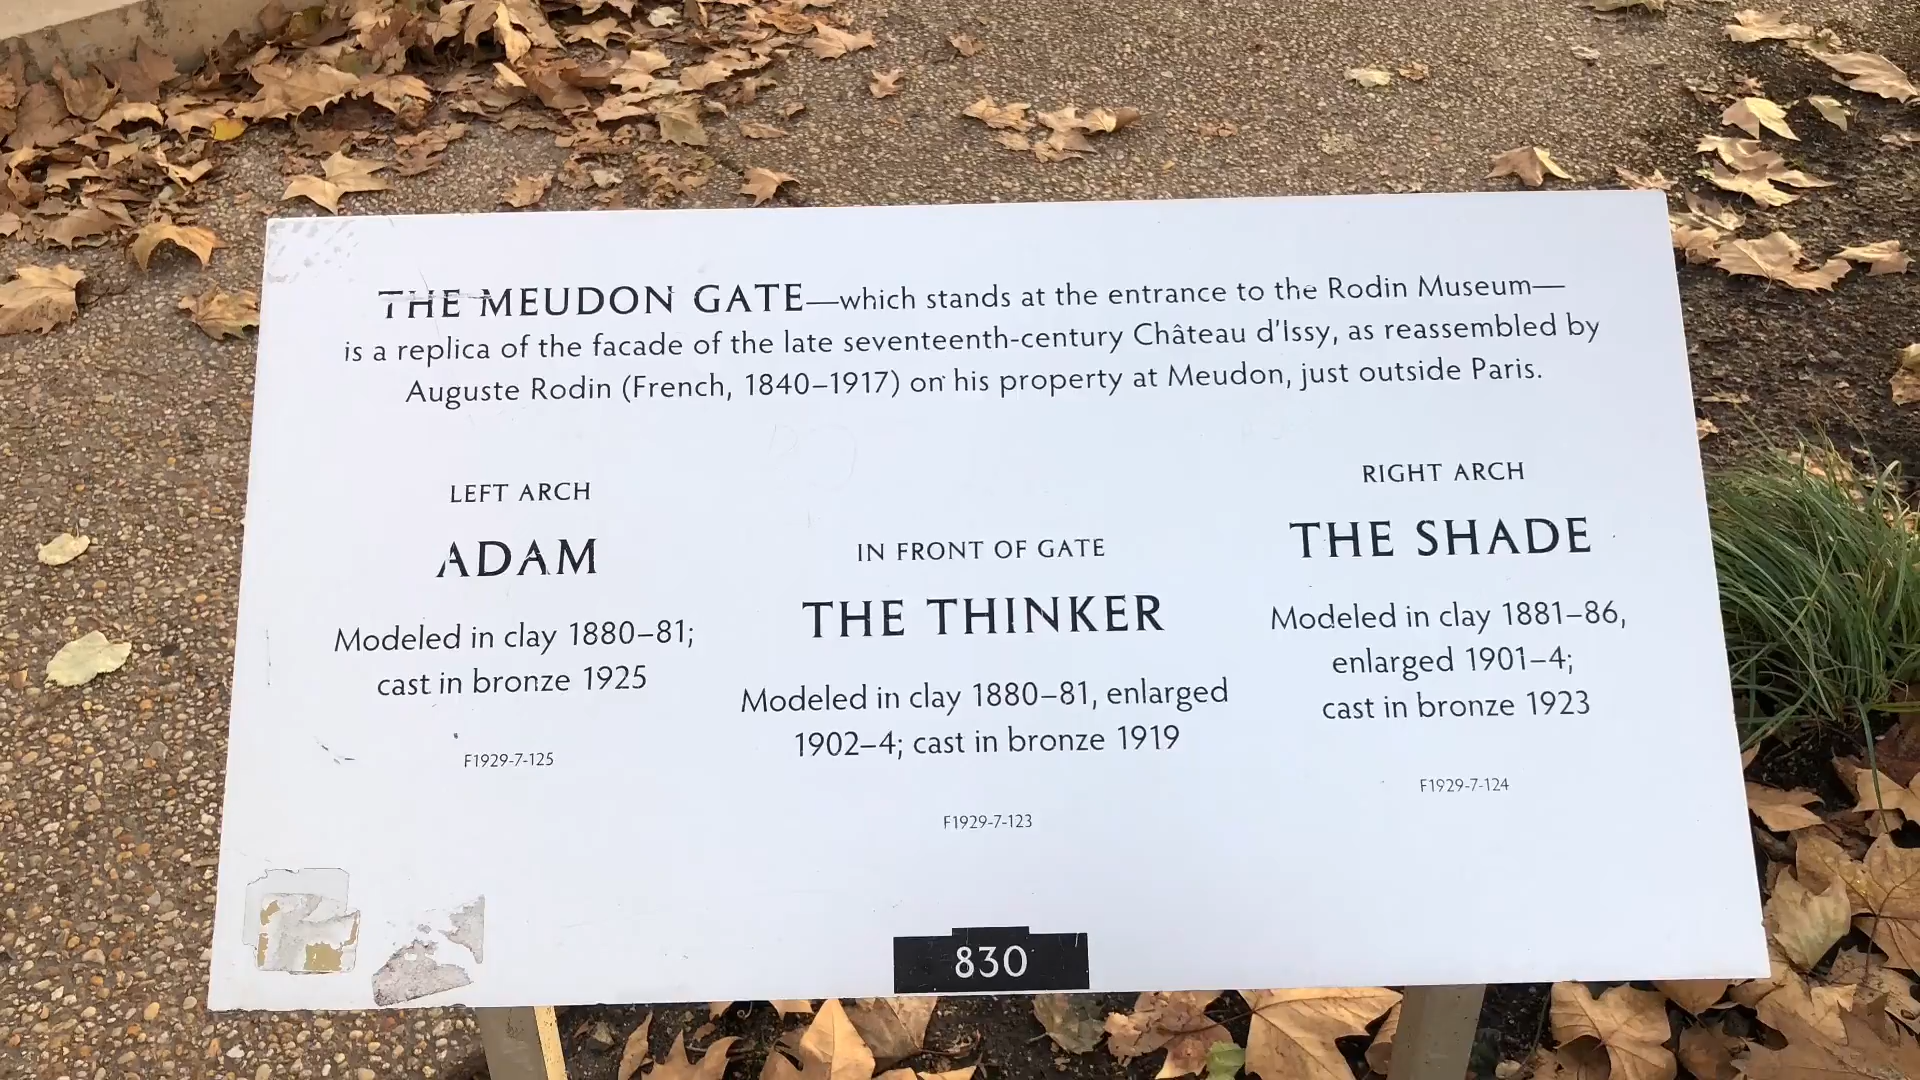 THE MEUDON GATE—which stands at the entrance to the Rodin Museum—
is a replica of the facade of the late seventeenth-century Château d'Issy, as reassembled by
Auguste Rodin (French, 1840–1917) on his property at Meudon, just outside Paris.
LEFT ARCH
ADAM
Modeled in clay 1880–81;
cast in bronze 1925
F1929-7-125
IN FRONT OF GATE
THE THINKER
Modeled in clay 1880–81, enlarged
1902–4; cast in bronze 1919
F1929-7-123
RIGHT ARCH
THE SHADE
Modeled in clay 1881–86,
enlarged 1901–4;
cast in bronze 1923
F1929-7-124
830